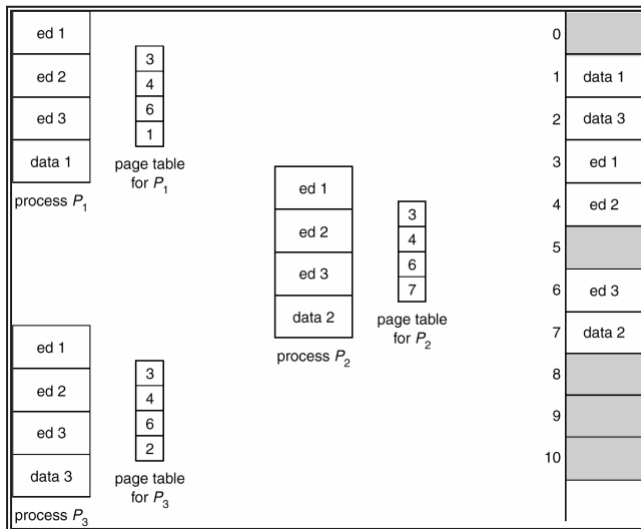 ed 1
ed 2
ed 3
data 1
process P1
3
4
6
1
page table
for P1
ed 1
ed 2
ed 3
data 2
process P2
3
4
6
7
page table
for P2
ed 1
ed 2
ed 3
data 3
process P3
3
4
6
2
page table
for P3
0
1 data 1
2 data 3
3 ed 1
4 ed 2
5
6 ed 3
7 data 2
8
9
10